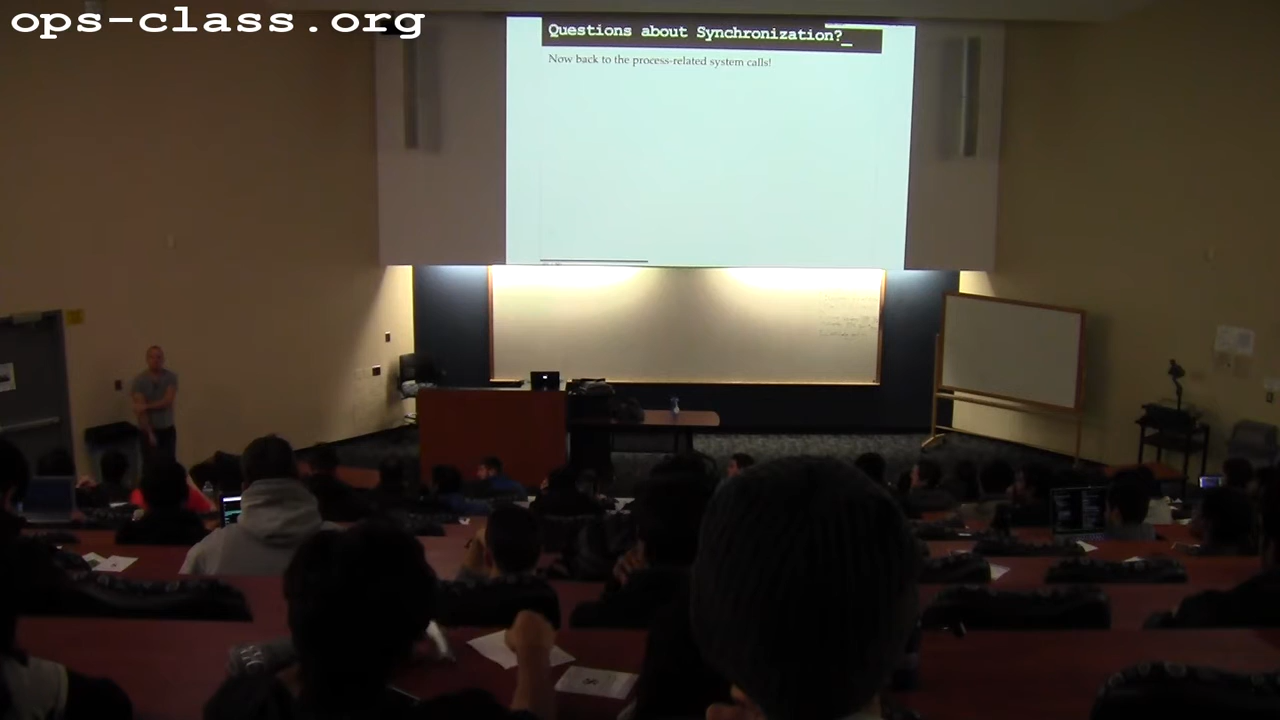 ops-class.org
Questions about Synchronization?_
Now back to the process-related system calls!